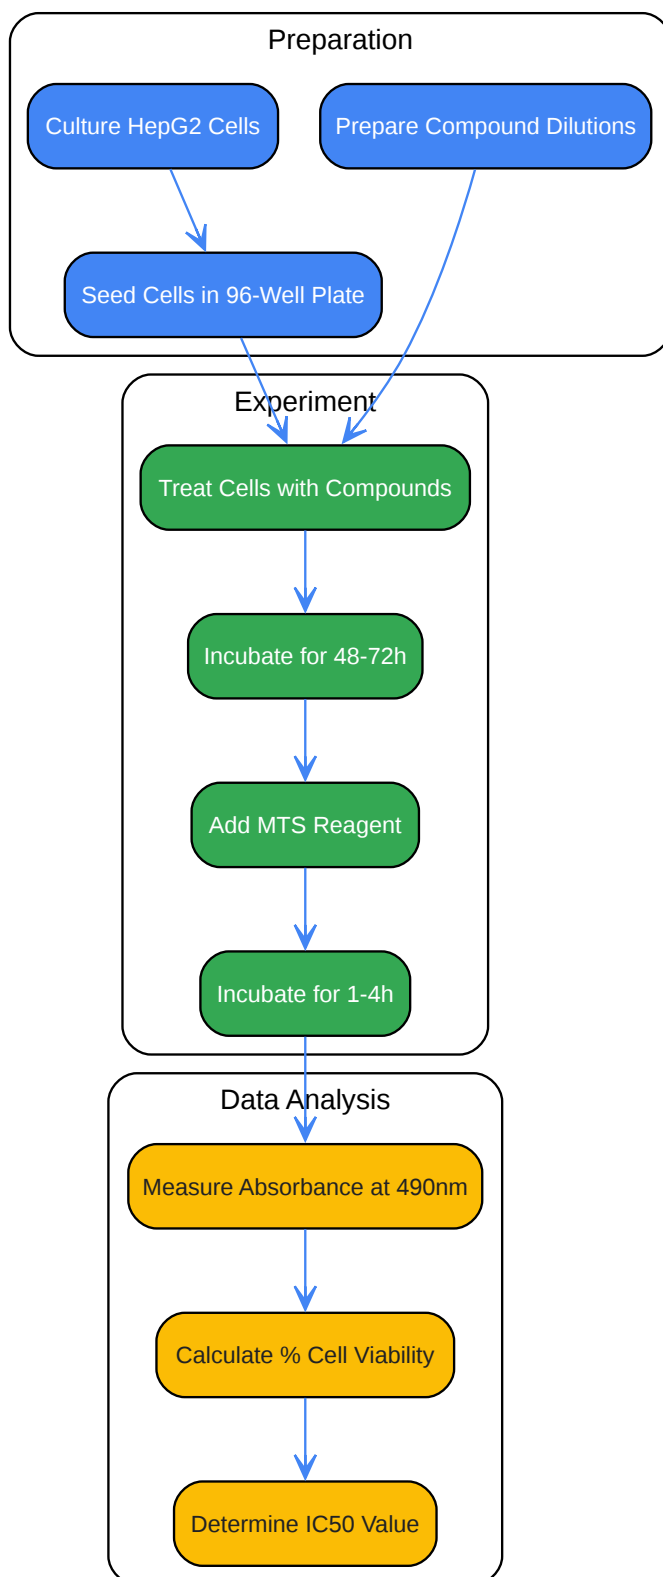 Preparation
Culture HepG2 Cells
Prepare Compound Dilutions
Seed Cells in 96-Well Plate
Experiment
Treat Cells with Compounds
Incubate for 48-72h
Add MTS Reagent
Incubate for 1-4h
Data Analysis
Measure Absorbance at 490nm
Calculate % Cell Viability
Determine IC50 Value